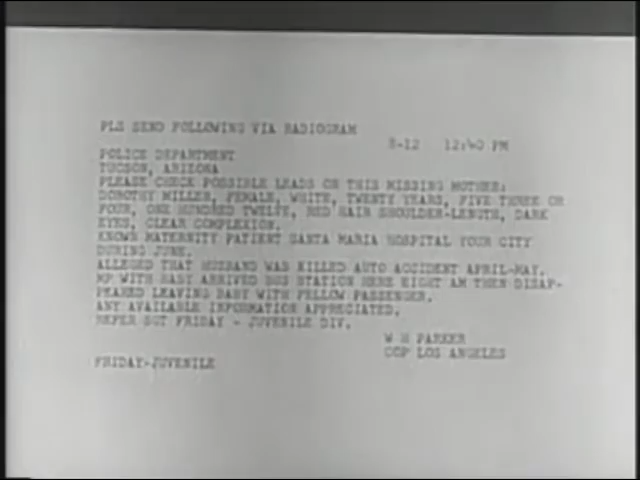 PLS SEND FOLLOWING VIA RADIOGRAM
8-12 12:40 PM
POLICE DEPARTMENT
TUCSON, ARIZONA
PLEASE CHECK POSSIBLE LEADS ON THIS MISSING MOTHER:
DOROTHY MILLER, FEMALE, WHITE, TWENTY YEARS, FIVE THREE OR
FOUR, ONE HUNDRED TWELVE, RED HAIR SHOULDER-LENGTH, DARK
EYES, CLEAR COMPLEXION.
KNOWN MATERNITY PATIENT SANTA MARIA HOSPITAL YOUR CITY
DURING JUNE.
ALLEGED THAT HUSBAND WAS KILLED AUTO ACCIDENT APRIL-MAY.
MP WITH BABY ARRIVED BUS STATION HERE EIGHT AM THEN DISAP-
PEARED LEAVING BABY WITH FELLOW PASSENGER.
ANY AVAILABLE INFORMATION APPRECIATED.
REFER SGT FRIDAY - JUVENILE DIV.
W H PARKER
COP LOS ANGELES
FRIDAY-JUVENILE